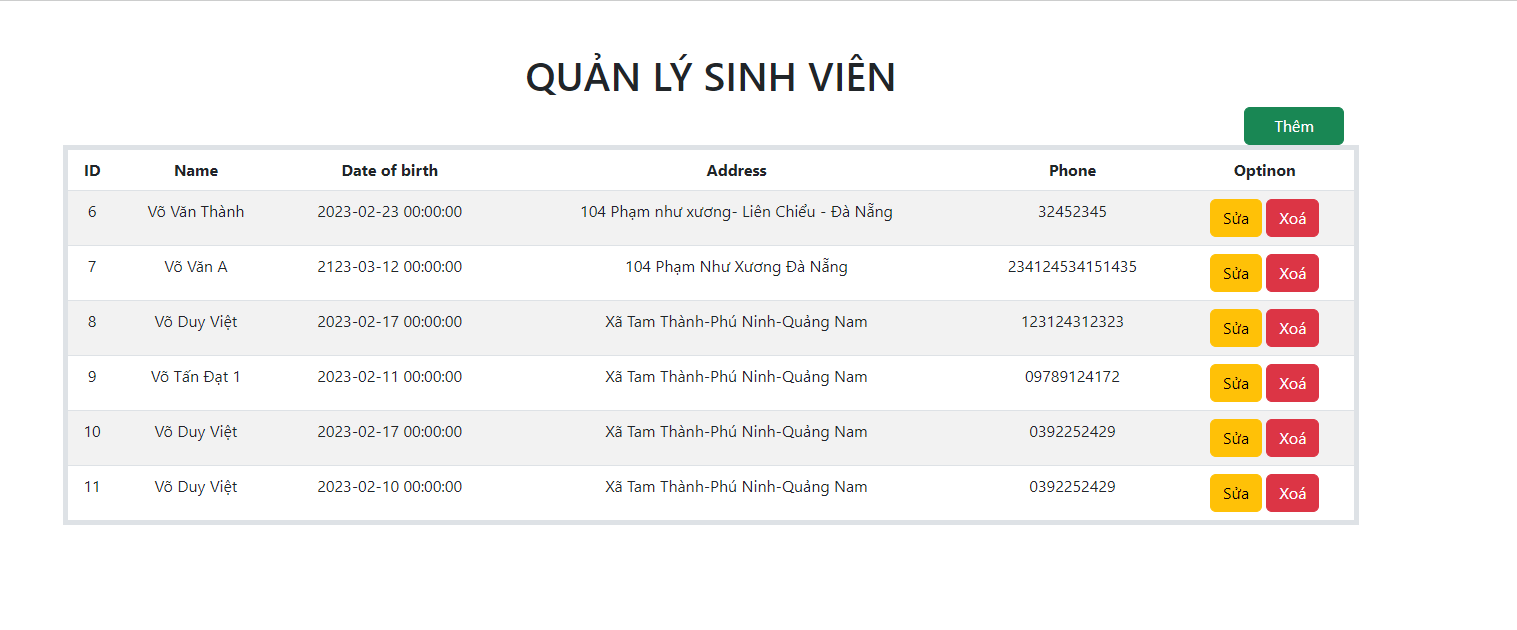 QUẢN LÝ SINH VIÊN
Thêm
ID Name Date of birth Address Phone Optinon
6 Võ Văn Thành 2023-02-23 00:00:00 104 Phạm như xương- Liên Chiểu - Đà Nẵng 32452345 Sửa Xoá
7 Võ Văn A 2123-03-12 00:00:00 104 Phạm Như Xương Đà Nẵng 234124534151435 Sửa Xoá
8 Võ Duy Việt 2023-02-17 00:00:00 Xã Tam Thành-Phú Ninh-Quảng Nam 123124312323 Sửa Xoá
9 Võ Tấn Đạt 1 2023-02-11 00:00:00 Xã Tam Thành-Phú Ninh-Quảng Nam 09789124172 Sửa Xoá
10 Võ Duy Việt 2023-02-17 00:00:00 Xã Tam Thành-Phú Ninh-Quảng Nam 0392252429 Sửa Xoá
11 Võ Duy Việt 2023-02-10 00:00:00 Xã Tam Thành-Phú Ninh-Quảng Nam 0392252429 Sửa Xoá